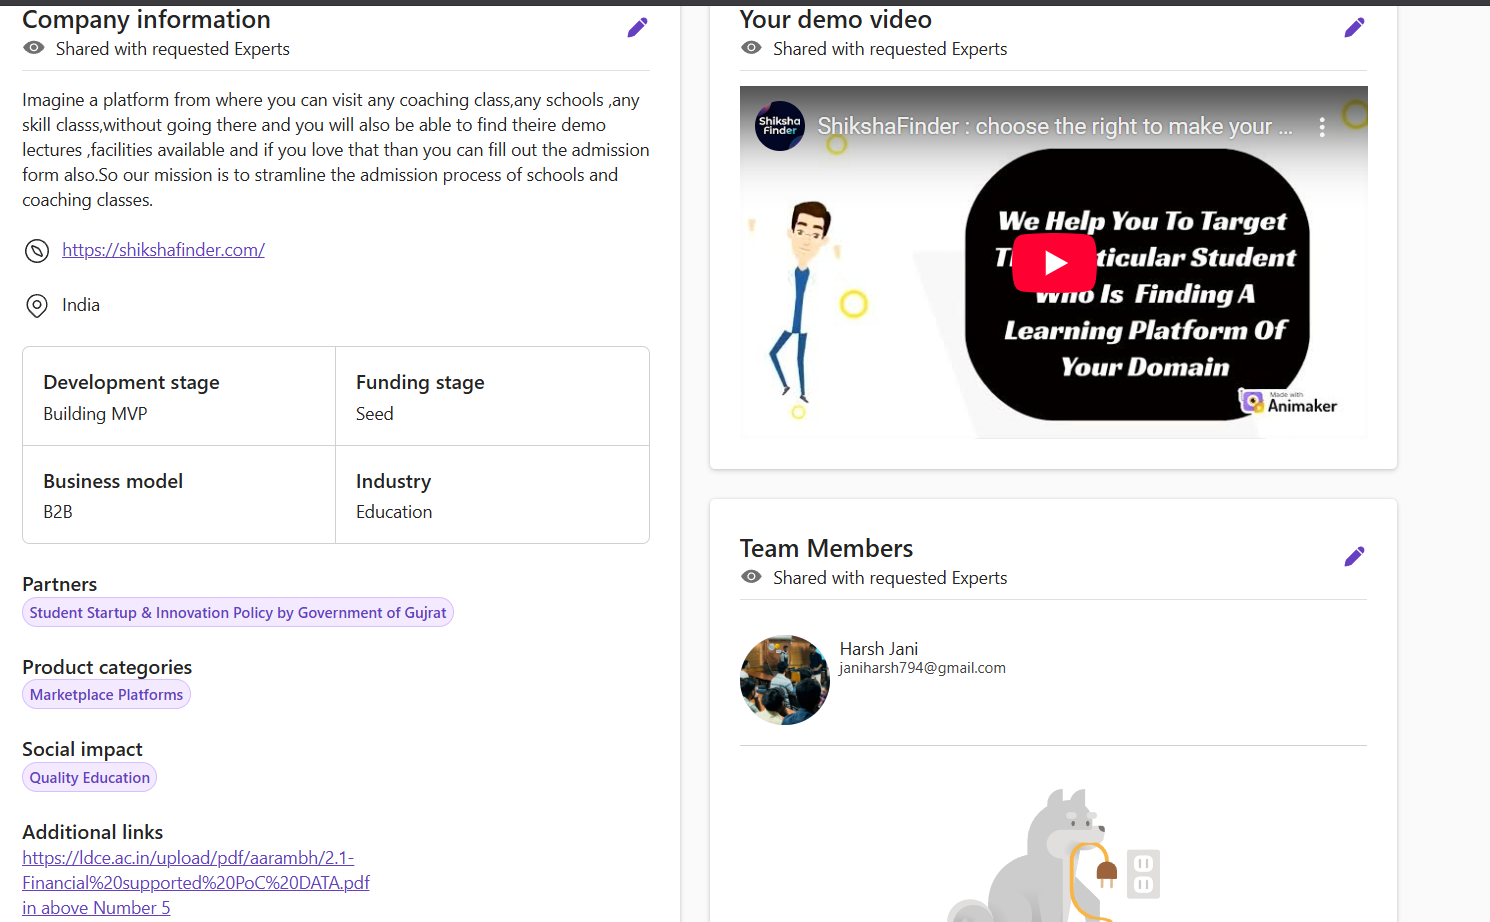 Company information
Shared with requested Experts
Imagine a platform from where you can visit any coaching class,any schools ,any
skill classs,without going there and you will also be able to find theire demo
lectures ,facilities available and if you love that than you can fill out the admission
form also.So our mission is to stramline the admission process of schools and
coaching classes.
https://shikshafinder.com/
India
Development stage
Building MVP
Funding stage
Seed
Business model
B2B
Industry
Education
Partners
Student Startup & Innovation Policy by Government of Gujrat
Product categories
Marketplace Platforms
Social impact
Quality Education
Additional links
https://ldce.ac.in/upload/pdf/aarambh/2.1-
Financial%20supported%20PoC%20DATA.pdf
in above Number 5
Your demo video
Shared with requested Experts
Shiksha
Finder
ShikshaFinder : choose the right to make your ...
We Help You To Target
Student
Who Is Finding A
Learning Platform Of
Your Domain
Made with
Animaker
Team Members
Shared with requested Experts
Harsh Jani
janiharsh794@gmail.com